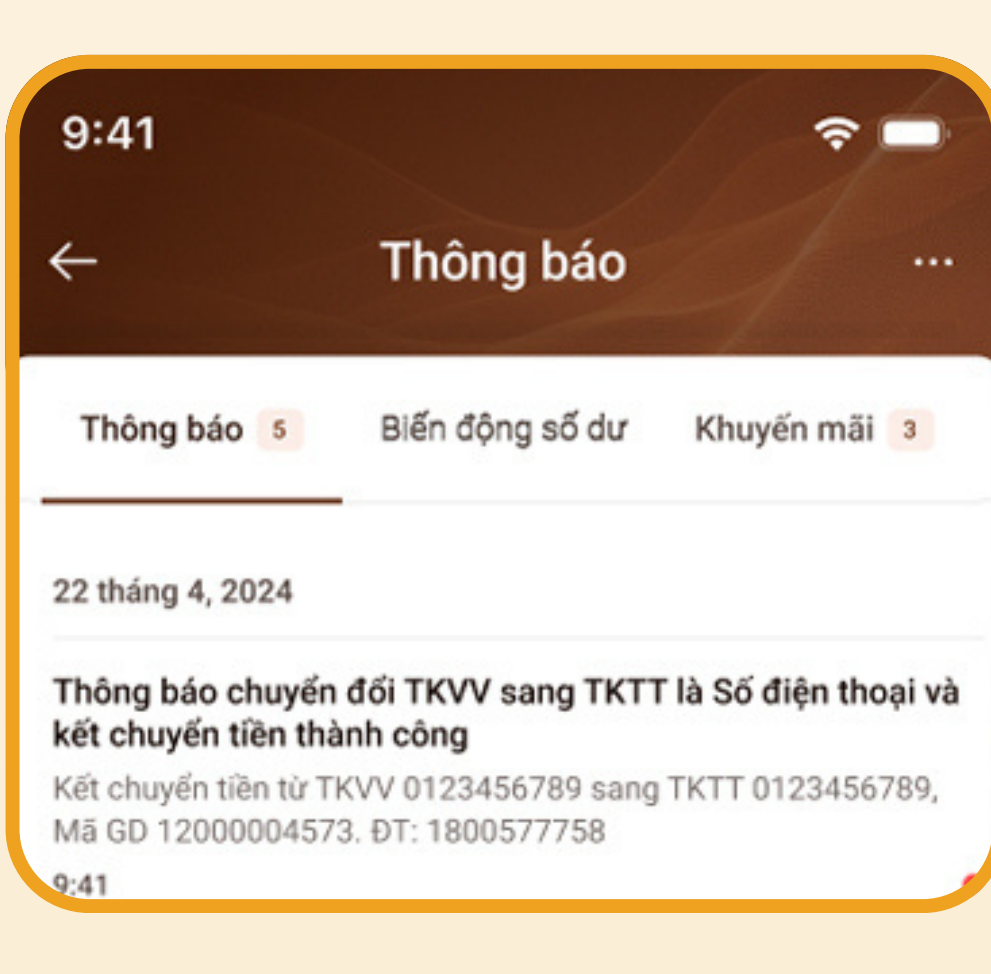 9:41
Thông báo
Thông báo 5 Biến động số dư Khuyến mãi 3
22 tháng 4, 2024
Thông báo chuyển đổi TKVV sang TKTT là Số điện thoại và
kết chuyển tiền thành công
Kết chuyển tiền từ TKVV 0123456789 sang TKTT 0123456789,
Mã GD 12000004573. ĐT: 1800577758
9:41